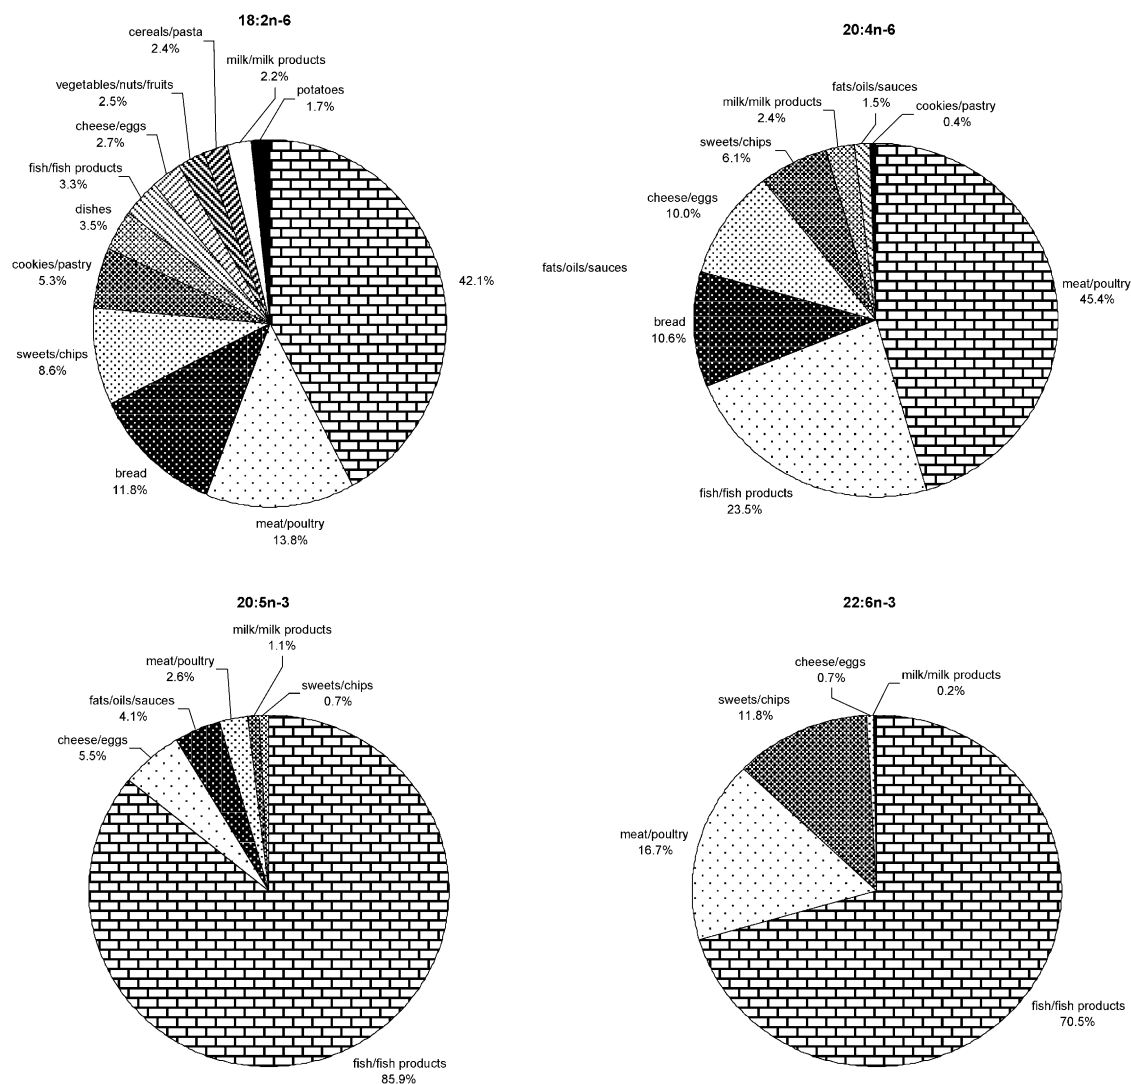 18:2n-6
cereals/pasta
2.4%
milk/milk products
2.2%
vegetables/nuts/fruits
2.5%
potatoes
1.7%
cheese/eggs
2.7%
fish/fish products
3.3%
dishes
3.5%
cookies/pastry
5.3%
sweets/chips
8.6%
bread
11.8%
meat/poultry
13.8%
42.1%
fats/oils/sauces
20:4n-6
fats/oils/sauces
1.5%
milk/milk products
2.4%
cookies/pastry
0.4%
sweets/chips
6.1%
cheese/eggs
10.0%
bread
10.6%
fish/fish products
23.5%
meat/poultry
45.4%
20:5n-3
milk/milk products
1.1%
meat/poultry
2.6%
sweets/chips
0.7%
fats/oils/sauces
4.1%
cheese/eggs
5.5%
fish/fish products
85.9%
22:6n-3
cheese/eggs
0.7%
milk/milk products
0.2%
sweets/chips
11.8%
meat/poultry
16.7%
fish/fish products
70.5%